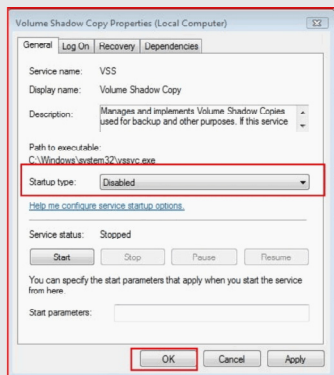 Volume Shadow Copy Properties (Local Computer)
General Log On Recovery Dependencies
Service name: VSS
Display name: Volume Shadow Copy
Description: Manages and implements Volume Shadow Copies
used for backup and other purposes. If this service
Path to executable:
C:\Windows\system32\vssvc.exe
Startup type: Disabled
Help me configure service startup options.
Service status: Stopped
Start Stop Pause Resume
You can specify the start parameters that apply when you start the service
from here.
Start parameters:
OK Cancel Apply